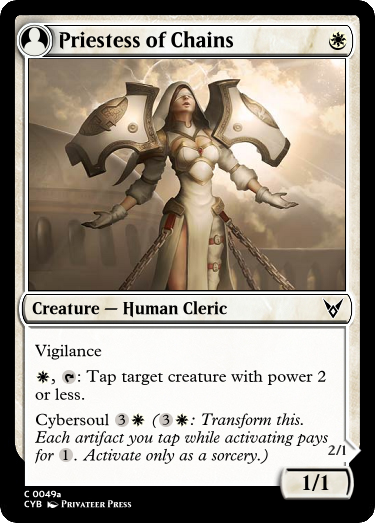 Priestess of Chains
Creature — Human Cleric
Vigilance
, : Tap target creature with power 2
or less.
Cybersoul 3 (3 : Transform this.
Each artifact you tap while activating pays
for 1. Activate only as a sorcery.)
2/1
1/1
C 0049a
CYB Privateer Press